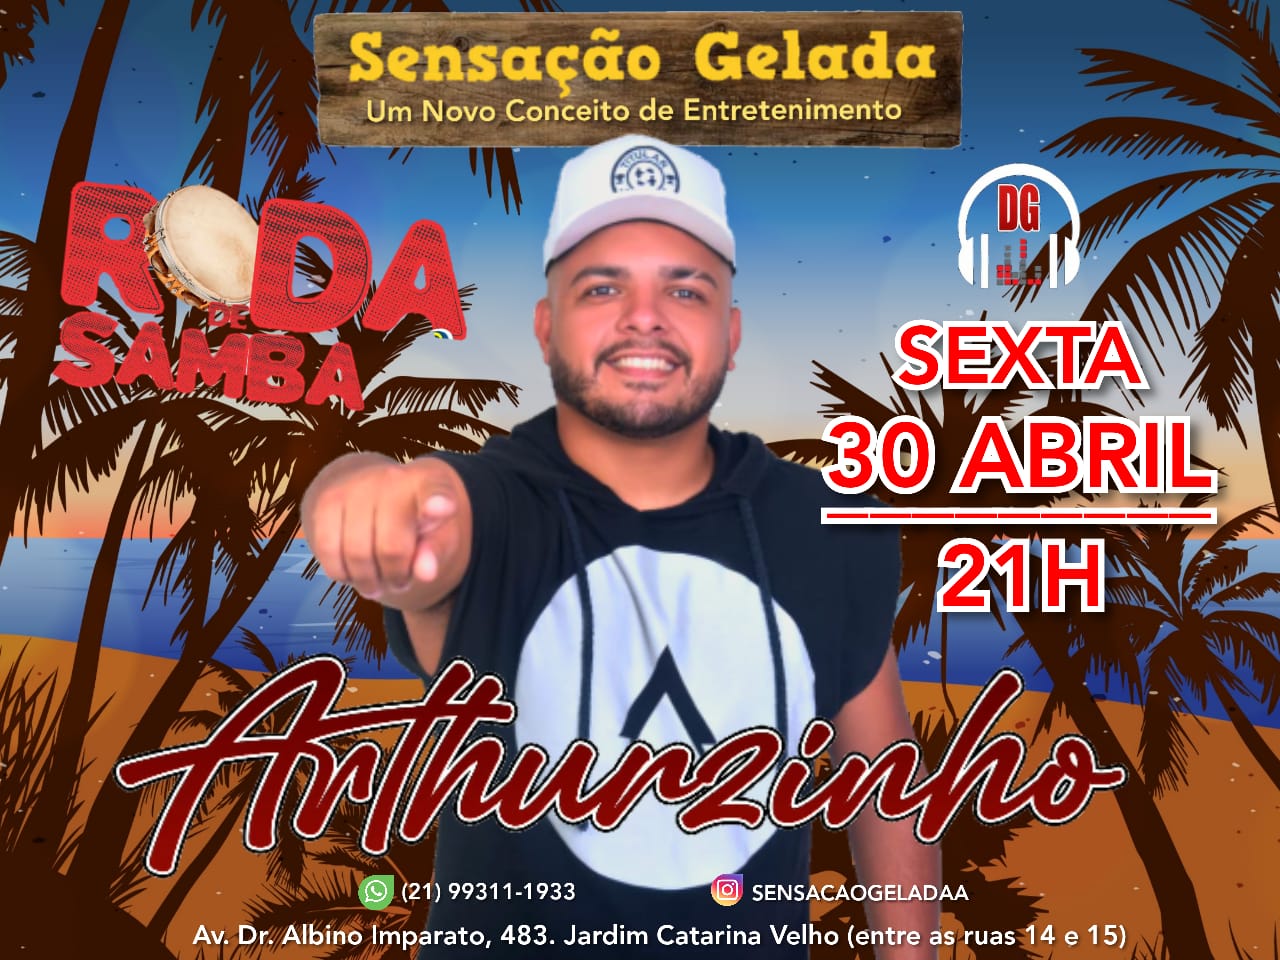 Sensação Gelada
Um Novo Conceito de Entretenimento
TITULAR
RODA
DE
SAMBA
DG
SEXTA
30 ABRIL
21H
Arthurzinho
(21) 99311-1933
SENSACAOGELADAA
Av. Dr. Albino Imparato, 483. Jardim Catarina Velho (entre as ruas 14 e 15)